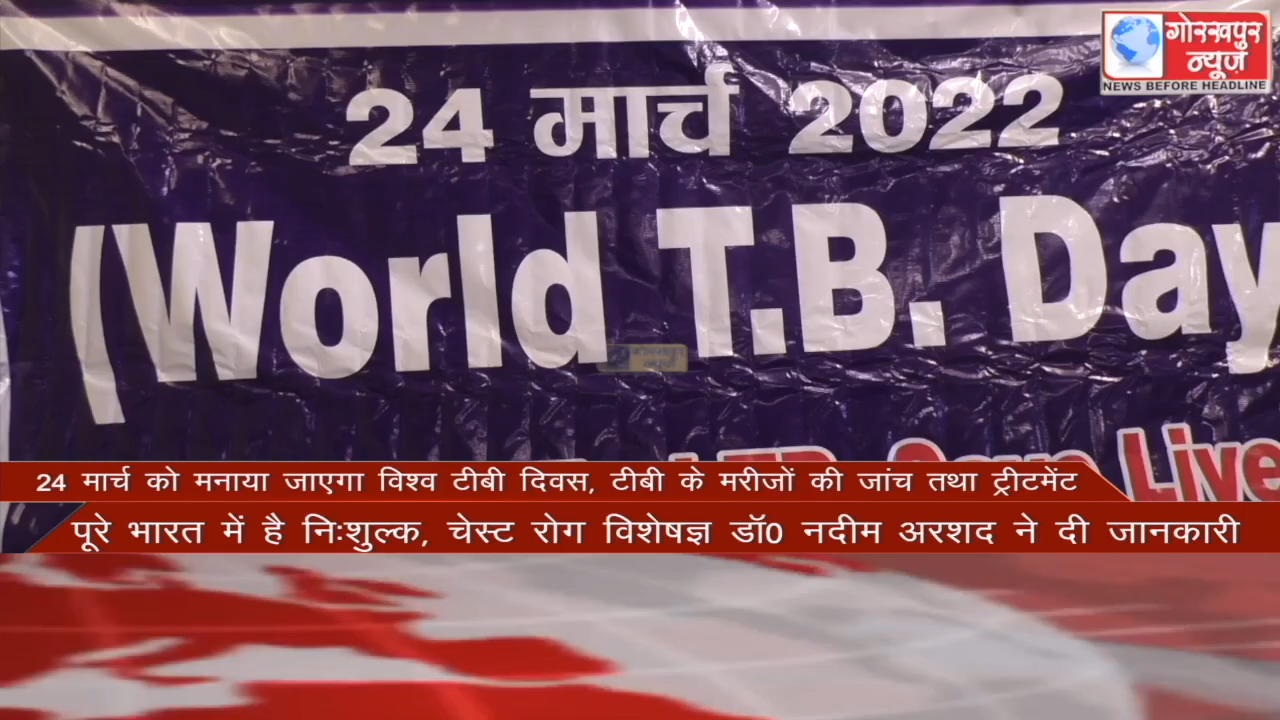 गोरखपुर
न्यूज़
NEWS BEFORE HEADLINE
24 मार्च 2022
(World T.B. Day
Live
24 मार्च को मनाया जाएगा विश्व टीबी दिवस, टीबी के मरीजों की जांच तथा ट्रीटमेंट
पूरे भारत में है निःशुल्क, चेस्ट रोग विशेषज्ञ डॉ0 नदीम अरशद ने दी जानकारी